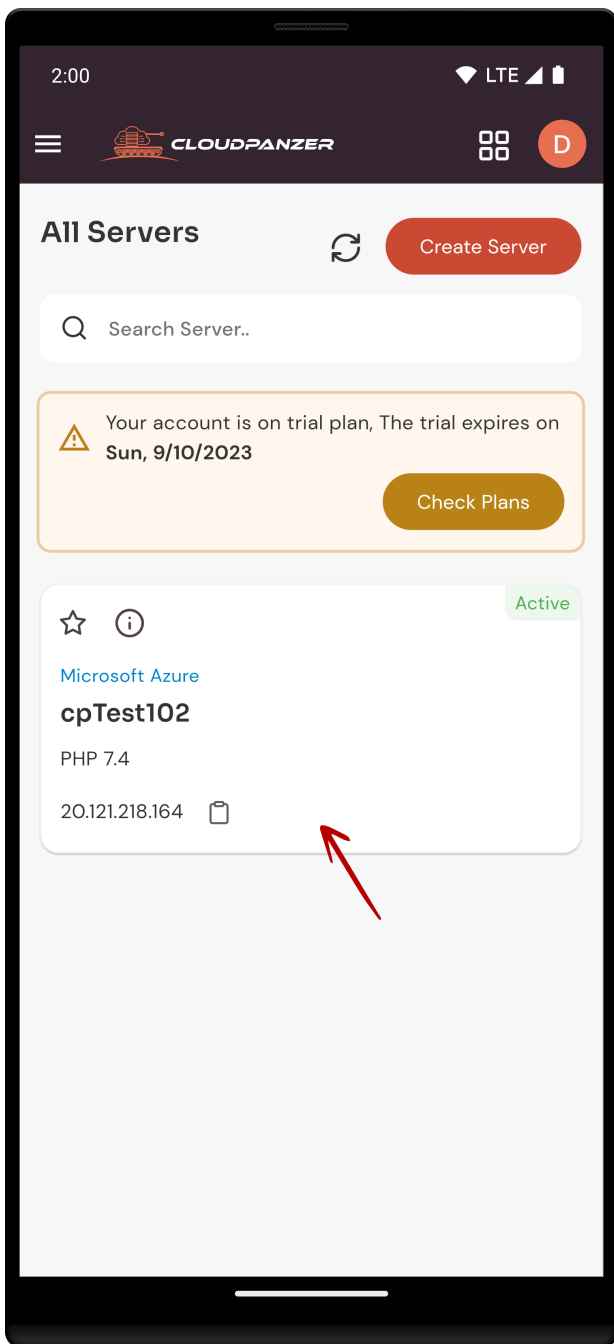 2:00
LTE
CLOUDPANZER
D
All Servers
Create Server
Search Server..
Your account is on trial plan, The trial expires on
Sun, 9/10/2023
Check Plans
Active
Microsoft Azure
cpTest102
PHP 7.4
20.121.218.164